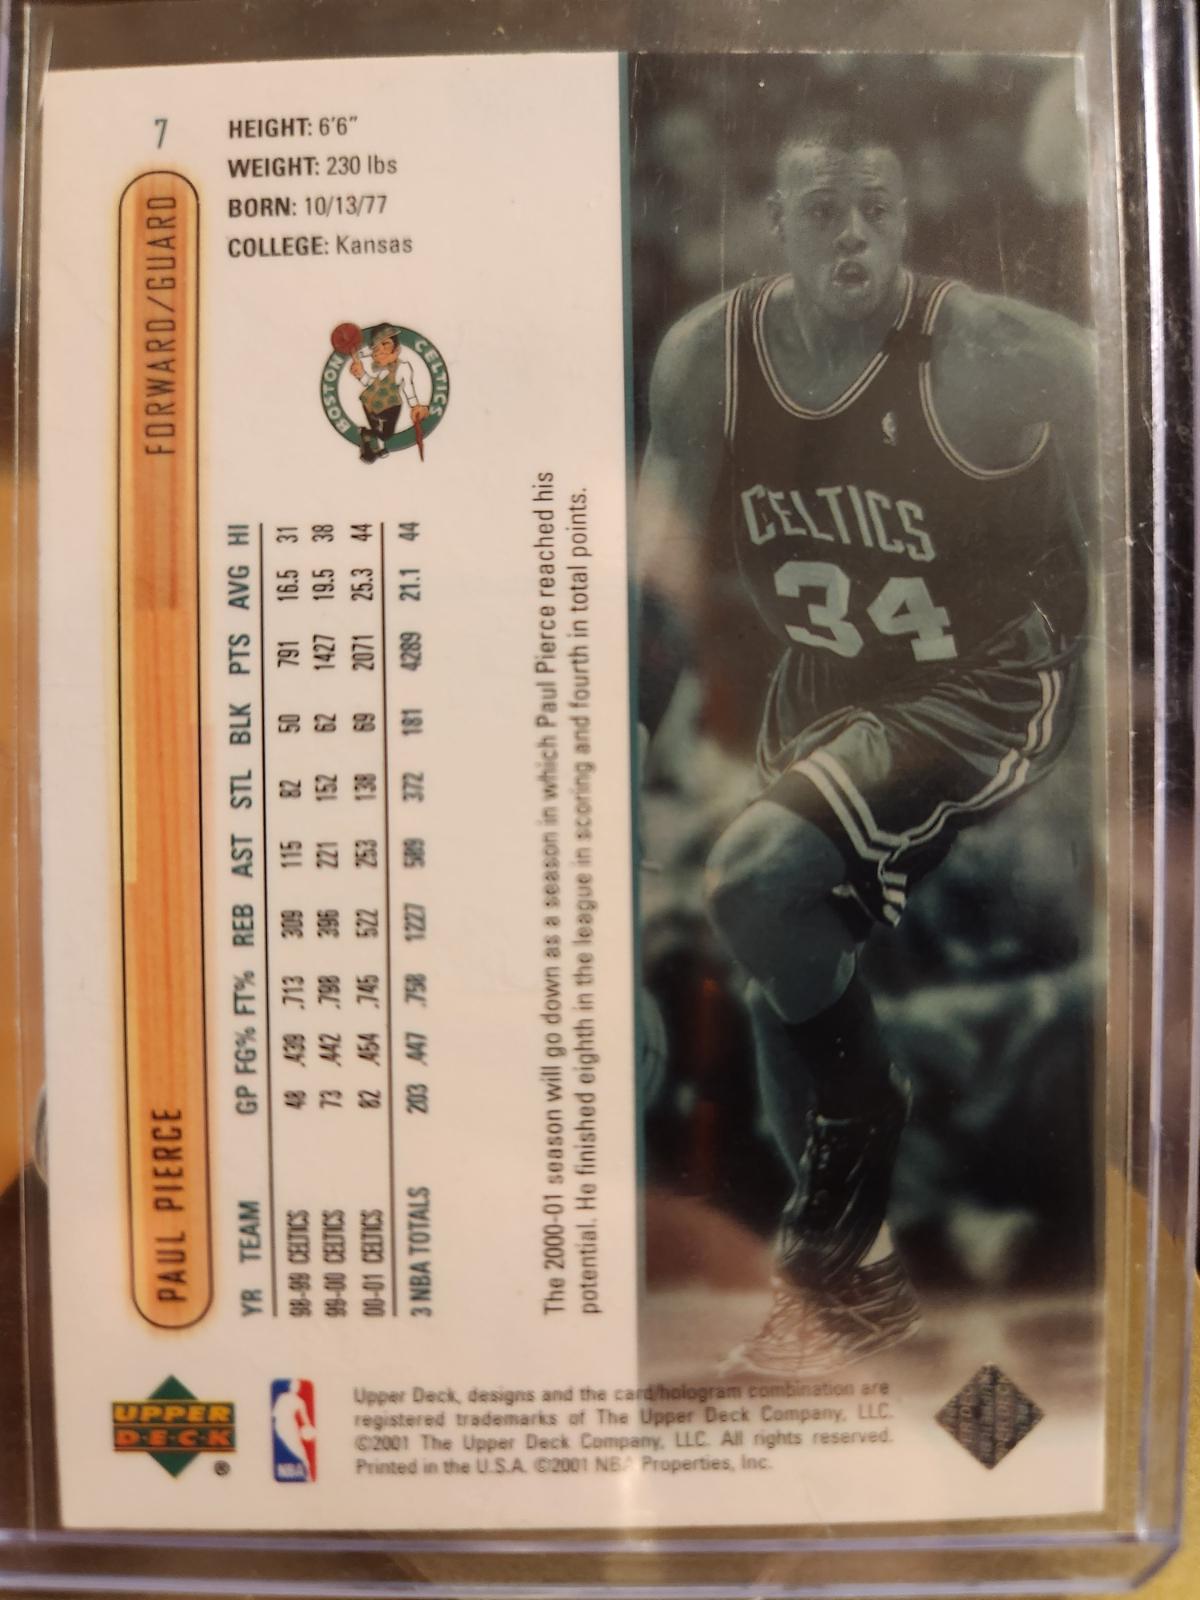 7
PAUL PIERCE FORWARD/GUARD
HEIGHT: 6'6"
WEIGHT: 230 lbs
BORN: 10/13/77
COLLEGE: Kansas
BOSTON CELTICS
YR TEAM GP FG% FT% REB AST STL BLK PTS AVG HI
98-99 CELTICS 48 .439 .713 309 115 82 50 791 16.5 31
99-00 CELTICS 73 .442 .798 396 221 152 62 1427 19.5 38
00-01 CELTICS 82 .454 .745 522 253 138 69 2071 25.3 44
3 NBA TOTALS 203 .447 .758 1227 589 372 181 4289 21.1 44
The 2000-01 season will go down as a season in which Paul Pierce reached his
potential. He finished eighth in the league in scoring and fourth in total points.
CELTICS
34
UPPER
DECK
®
NBA
Upper Deck, designs and the card/hologram combination are
registered trademarks of The Upper Deck Company, LLC.
©2001 The Upper Deck Company, LLC. All rights reserved.
Printed in the U.S.A. ©2001 NBA Properties, Inc.